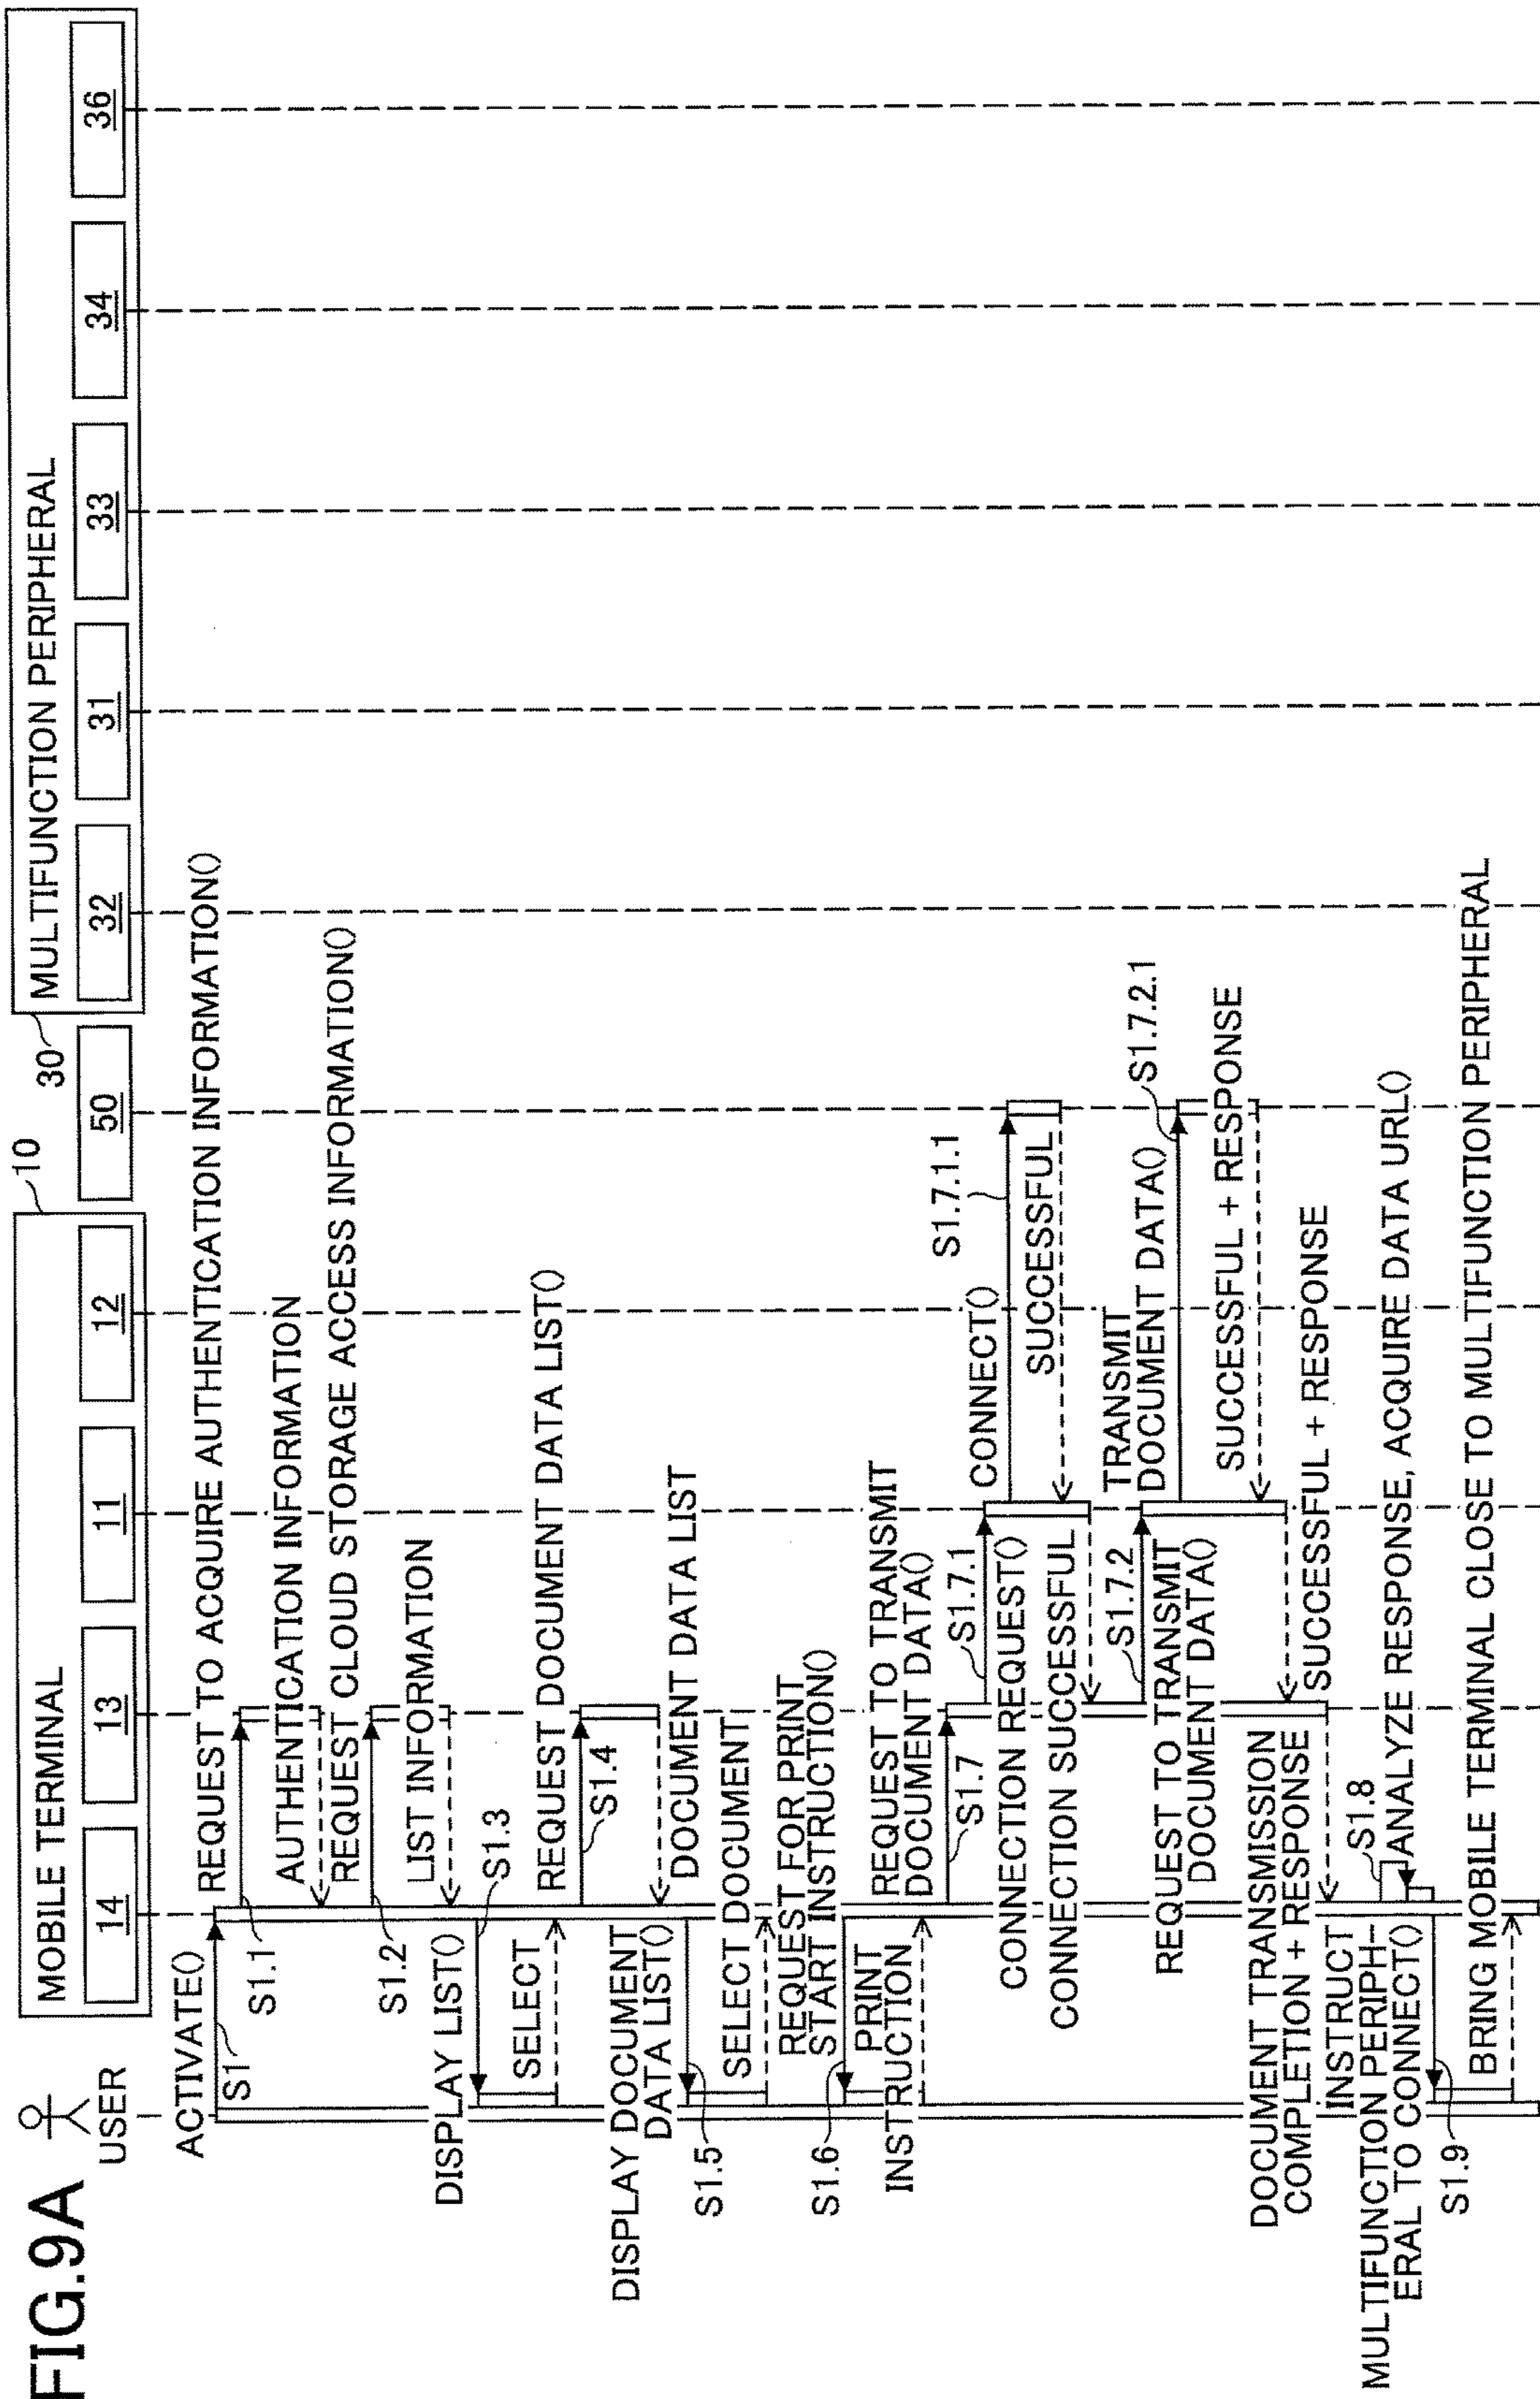 FIG.9A
USER
MOBILE TERMINAL
10
14
13
11
12
50
30
MULTIFUNCTION PERIPHERAL
32
31
33
34
36
ACTIVATE()
S1
REQUEST TO ACQUIRE AUTHENTICATION INFORMATION()
S1.1
AUTHENTICATION INFORMATION
REQUEST CLOUD STORAGE ACCESS INFORMATION()
S1.2
LIST INFORMATION
DISPLAY LIST()
S1.3
SELECT
REQUEST DOCUMENT DATA LIST()
S1.4
DOCUMENT DATA LIST
DISPLAY DOCUMENT
DATA LIST()
S1.5
SELECT DOCUMENT
REQUEST FOR PRINT
START INSTRUCTION()
S1.6
PRINT
INSTRUCTION
REQUEST TO TRANSMIT
DOCUMENT DATA()
S1.7
S1.7.1
CONNECTION REQUEST()
CONNECT()
S1.7.1.1
SUCCESSFUL
CONNECTION SUCCESSFUL
S1.7.2
REQUEST TO TRANSMIT
DOCUMENT DATA()
TRANSMIT
DOCUMENT DATA()
S1.7.2.1
SUCCESSFUL + RESPONSE
SUCCESSFUL + RESPONSE
DOCUMENT TRANSMISSION
COMPLETION + RESPONSE
S1.8
ANALYZE RESPONSE, ACQUIRE DATA URL()
INSTRUCT
MULTIFUNCTION PERIPH-
ERAL TO CONNECT()
S1.9
BRING MOBILE TERMINAL CLOSE TO MULTIFUNCTION PERIPHERAL